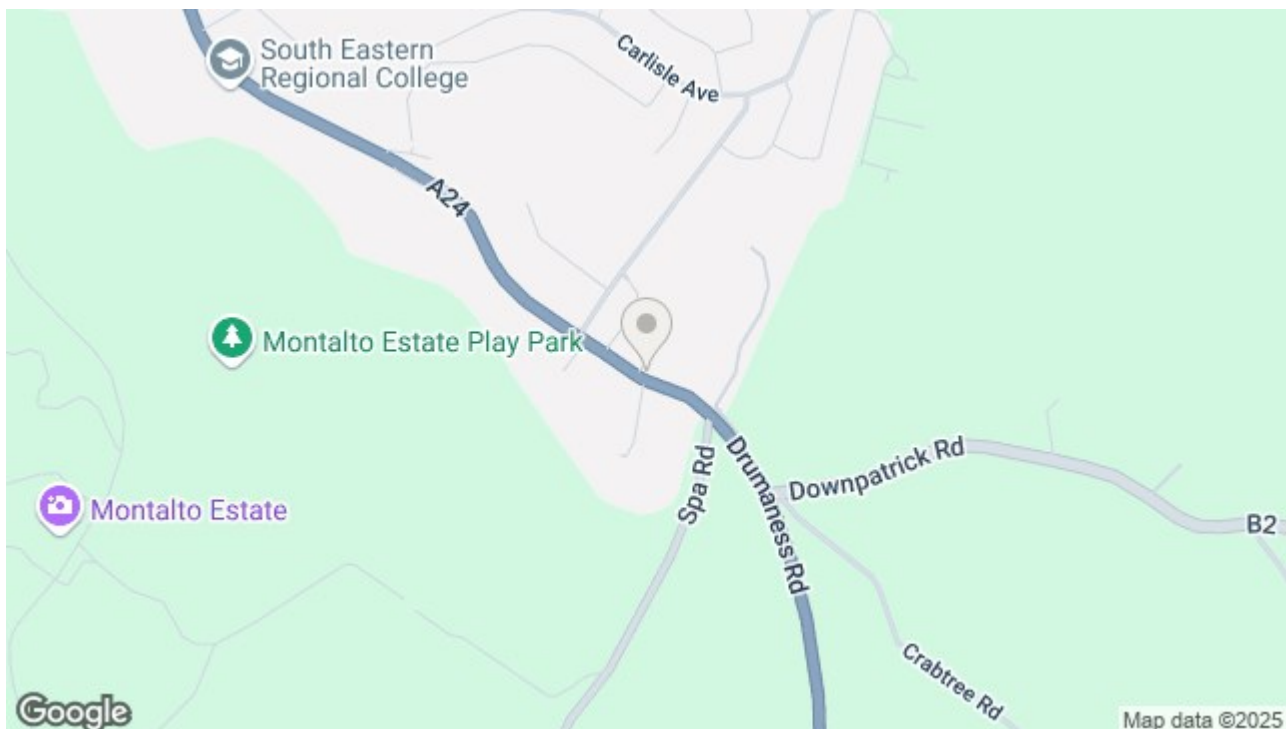 South Eastern
Regional College
Carlisle Ave
A24
Montalto Estate Play Park
Montalto Estate
Spa Rd
Drumaness Rd
Downpatrick Rd
B2
Crabtree Rd
Google
Map data ©2025